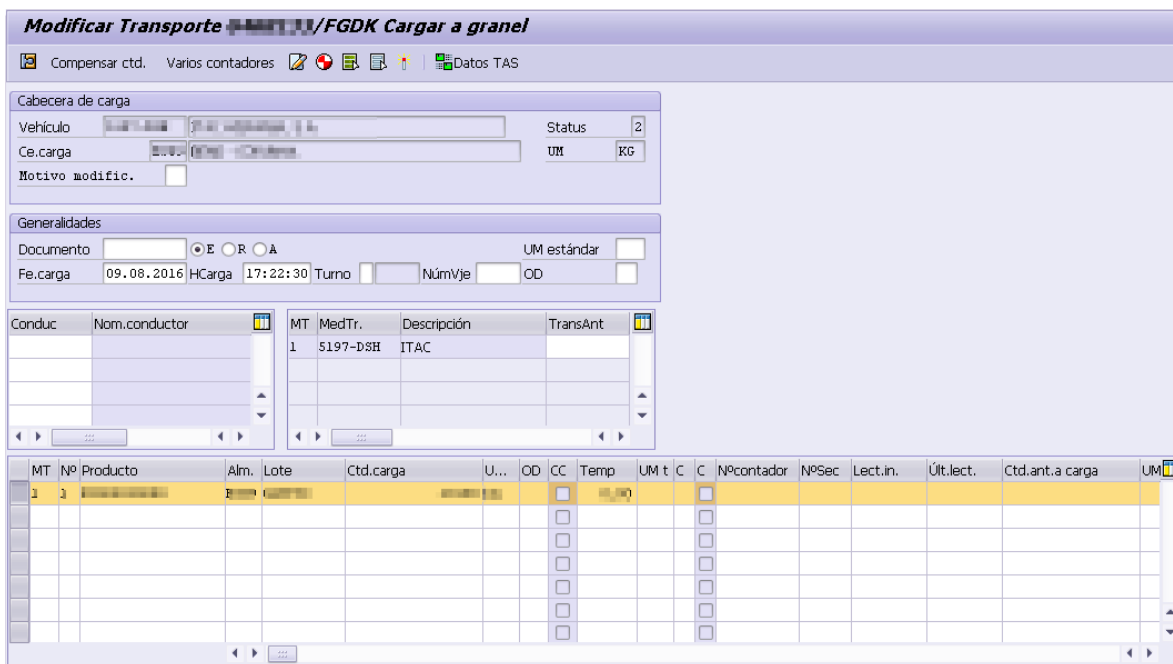 Modificar Transporte /FGDK Cargar a granel
Compensar ctd. Varios contadores Datos TAS
Cabecera de carga
Vehículo Status 2
Ce.carga UM KG
Motivo modific.
Generalidades
Documento E R A UM estándar
Fe.carga 09.08.2016 HCarga 17:22:30 Turno NúmVje OD
Conduc Nom.conductor MT MedTr. Descripción TransAnt
1 5197-DSH ITAC
MT Nº Producto Alm. Lote Ctd.carga U... OD CC Temp UM t C C Nºcontador NºSec Lect.in. Últ.lect. Ctd.ant.a carga UM
1 1